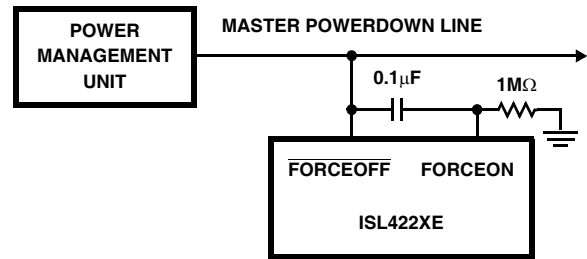 POWER
MANAGEMENT
UNIT
MASTER POWERDOWN LINE
0.1μF
1MΩ
FORCEOFF FORCEON
ISL422XE